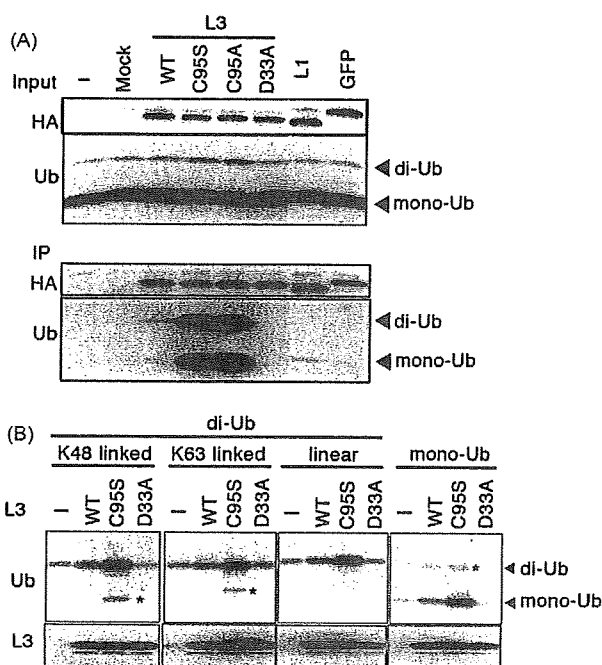 (A)
L3
Input
–
Mock
WT
C95S
C95A
D33A
L1
GFP
HA
Ub
di-Ub
mono-Ub
IP
HA
Ub
di-Ub
mono-Ub
(B)
di-Ub
K48 linked K63 linked linear mono-Ub
L3 – WT C95S D33A – WT C95S D33A – WT C95S D33A – WT C95S D33A
Ub
*
*
*
di-Ub
mono-Ub
L3